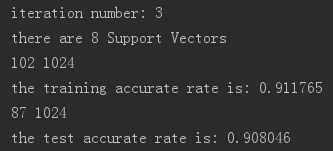 iteration number: 3
there are 8 Support Vectors
102 1024
the training accurate rate is: 0.911765
87 1024
the test accurate rate is: 0.908046